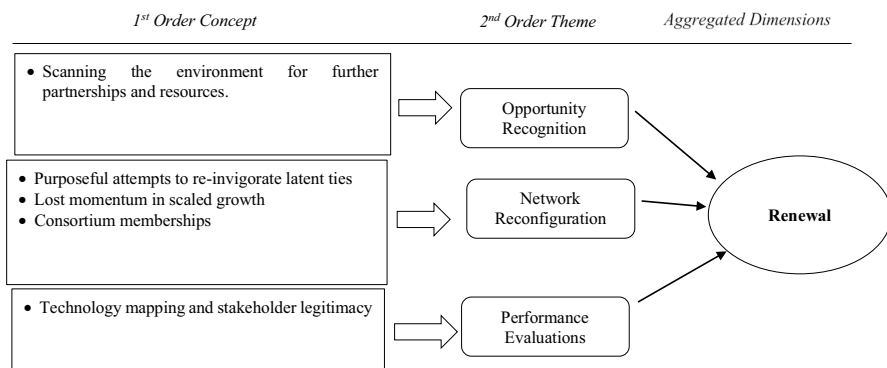 1st Order Concept
2nd Order Theme
Aggregated Dimensions
• Scanning the environment for further
partnerships and resources.
Opportunity
Recognition
• Purposeful attempts to re-invigorate latent ties
• Lost momentum in scaled growth
• Consortium memberships
Network
Reconfiguration
Renewal
• Technology mapping and stakeholder legitimacy
Performance
Evaluations